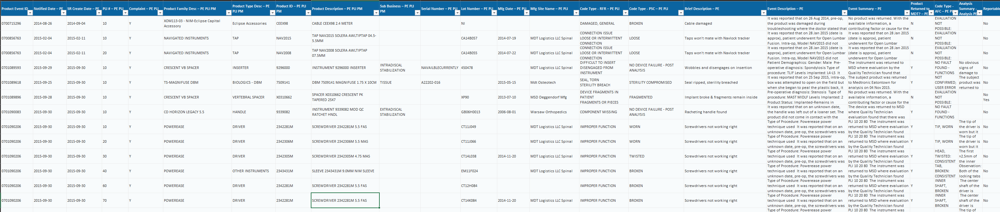 Product Event ID Notified Date – PE SR Create Date – PE PLI # – PE PLI Complaint – PE PLI Product Family Desc – PE PLI PM Product Type Desc – PE PLI PM Product ID – PE PLI PM Product Description – PE PLI PM Sub Business – PE PLI PM Serial Number – PE PLI Lot Number – PE PLI Mfg Date – PE PLI Mfg Site Name – PE PLI Code Type - RFR – PE PLI Code Type - PSC – PE PLI Brief Description – PE Event Description – PE Event Summary – PE Product Returned to MDT? – PE Code Type - AFC – PE PLI Analysis Summary - Analysis PE Reportable
0700715296 2014-08-26 2014-09-04 10 Y XOM113-03 - NIM-Eclipse Capital Accessory Eclipse Accessories CEEX98 CABLE CEEX98 2.4 METER NI DAMAGED, GENERAL BROKEN Cable damaged It was reported that on 26 Aug 2014, pre-op, the product was damaged during troubleshooting where the doctor stated that No product was returned. With the available information, a contributing factor or cause for the N EVALUATION NOT POSSIBLE: No
0700856763 2015-02-04 2015-02-11 10 Y NAVIGATED INSTRUMENTS TAP NAV2015 TAP NAV2015 SOLERA AWLTIPTAP 04.5-5.5MM CA14B057 2014-07-19 MDT Logistics LLC Spinal CONNECTION ISSUE LOOSE OR INTERMITTENT CONNECTION LOOSE Taps won't mate with Navlock tracker It was reported that on 28 Jan 2015 (date is approx), patient underwent for Open Lumbar Fusion. Intra-op, Model NAV2015 did not It was reported that on 28 Jan 2015 (date is approx), patient underwent for Open Lumbar N EVALUATION NOT POSSIBLE: No
0700856763 2015-02-04 2015-02-11 20 Y NAVIGATED INSTRUMENTS TAP NAV2008 TAP NAV2008 SOLERA AWLTIPTAP 07.5MM CA14B055 2014-07-22 MDT Logistics LLC Spinal CONNECTION ISSUE LOOSE OR INTERMITTENT CONNECTION LOOSE Taps won't mate with Navlock tracker It was reported that on 28 Jan 2015 (date is approx), patient underwent for Open Lumbar Fusion. Intra-op, Model NAV2015 did not It was reported that on 28 Jan 2015 (date is approx), patient underwent for Open Lumbar N EVALUATION NOT POSSIBLE: No
0701089593 2015-09-29 2015-09-30 10 Y CRESCENT VB SPACER INSERTER 9296000 INSTRUMENT 9296000 INSERTER INTRADISCAL STABILIZATION NAVAILBLECURRENTLY 450478 MDT Logistics LLC Spinal DIFFICULT TO INSERT DISENGAGED FROM INSTRUMENT NO DEVICE FAILURE - POST ANALYSIS Wobbles and disengages on insertion Patient Demographics: Gender: Male Pre-operative diagnosis: Spondylosis Type of procedure: TLIF Levels implanted: L4-L5 It The instrument was returned to MSD where evaluation by the Quality Technician found that Y NO FAULT FOUND - FUNCTIONS No obvious signs of damage to No
0701089618 2015-09-25 2015-09-30 10 Y TS-MAGNIFUSE DBM BIOLOGICS - DBM 7509141 DBM 7509141 MAGNIFUSE 1.75 X 10CM TISSUE A22202-016 2015-05-15 Mdt Osteotech SEAL, TORN STERILITY BREACH STERILITY COMPROMISED Seal ripped, sterility breached It was reported that on 25 Sep 2015, intra-op, box was attempted to open on the field but when she began to peal the plastic back, it The subject product was returned to Medtronic Eatontown for analysis on 04 Nov 2015. Y NOT CONFIRMED; USER ERROR The subject product was returned to No
0701089896 2015-09-28 2015-09-30 10 Y CRESCENT VB SPACER VERTEBRAL SPACER X0310662 SPACER X0310662 CRESCENT PK TAPERED 25X7 XP90 2013-07-10 MSD Deggendorf Mfg DEVICE FRAGMENTS IN PATIENT FRAGMENTS OR PIECES FRAGMENTED Implant broke & fragments remain inside Pre-operative diagnosis: Stenosis Type of procedure: MAST MIDLF Levels Implanted: 2 Product Status: Implanted-Remains in No product was returned. With the available information, a contributing factor or cause for the N EVALUATION NOT POSSIBLE: No Yes
0701090083 2015-09-30 2015-09-30 10 Y CD HORIZON LEGACY 5.5 HANDLE 9339082 INSTRUMENT 9339082 MOD QC RATCHET HNDL EXTRADISCAL STABILIZATION GB06H0013 2006-08-01 Warsaw Orthopedics COMPONENT MISSING NO DEVICE FAILURE - POST ANALYSIS Racheting handle found It was reported that on an unknown date, the handle was left out of a loaner set. The product did not come in contact with the The device was returned to MSD where Quality Technician evaluation found that there was Y NO FAULT FOUND - FUNCTIONS No
0701090206 2015-09-30 2015-09-30 10 Y POWEREASE DRIVER 2342281M SCREWDRIVER 2342281M 5.5 FAS CT11J049 MDT Logistics LLC Spinal IMPROPER FUNCTION WORN Screwdrivers not working right Type of Procedure: Powerease power technique used It was reported that on an unknown date, pre-op, the screwdrivers was PLI 10 20 80 The instrument was returned to MSD where evaluation by the Quality Technician found Y TIP, WORN The tip of the driver is worn but it No
0701090206 2015-09-30 2015-09-30 20 Y POWEREASE DRIVER 2342306M SCREWDRIVER 2342306M 5.5 MAS CT11J066 MDT Logistics LLC Spinal IMPROPER FUNCTION WORN Screwdrivers not working right Type of Procedure: Powerease power technique used It was reported that on an unknown date, pre-op, the screwdrivers was PLI 10 20 80 The instrument was returned to MSD where evaluation by the Quality Technician found Y TIP, WORN The tip of the driver is worn but it No
0701090206 2015-09-30 2015-09-30 30 Y POWEREASE DRIVER 2342305M SCREWDRIVER 2342305M 4.75 MAS CT14L038 2014-11-20 MDT Logistics LLC Spinal IMPROPER FUNCTION TWISTED Screwdrivers not working right Type of Procedure: Powerease power technique used It was reported that on an unknown date, pre-op, the screwdrivers was PLI 10 20 80 The instrument was returned to MSD where evaluation by the Quality Technician found Y HEAD, TWISTED: CONSISTENT The first ≈2.5mm of the inner No
0701090206 2015-09-30 2015-09-30 40 Y POWEREASE OTHER INSTRUMENTS 2343431M SLEEVE 2343431M 9.0MM NIM SLEEVE EM11F024 MDT Logistics LLC Spinal IMPROPER FUNCTION BROKEN Screwdrivers not working right Type of Procedure: Powerease power technique used It was reported that on an unknown date, pre-op, the screwdrivers was PLI 10 20 80 The instrument was returned to MSD where evaluation by the Quality Technician found Y TAB, BROKEN: CONSISTENT Observation: Both of the locking tabs No
0701090206 2015-09-30 2015-09-30 60 Y POWEREASE DRIVER 2342281M SCREWDRIVER 2342281M 5.5 FAS CT12H084 IMPROPER FUNCTION BROKEN Screwdrivers not working right Type of Procedure: Powerease power technique used It was reported that on an unknown date, pre-op, the screwdrivers was PLI 10 20 80 The instrument was returned to MSD where evaluation by the Quality Technician found Y INNER SHAFT, BROKEN The center shaft of the driver is No
0701090206 2015-09-30 2015-09-30 70 Y POWEREASE DRIVER 2342281M SCREWDRIVER 2342281M 5.5 FAS CT14K084 2014-11-20 MDT Logistics LLC Spinal IMPROPER FUNCTION BROKEN Screwdrivers not working right Type of Procedure: Powerease power technique used It was reported that on an unknown date, pre-op, the screwdrivers was PLI 10 20 80 The instrument was returned to MSD where evaluation by the Quality Technician found Y INNER SHAFT, BROKEN The center shaft of the driver is No
Type of Procedure: Powerease power PLI 10 20 80 The instrument was The tip of